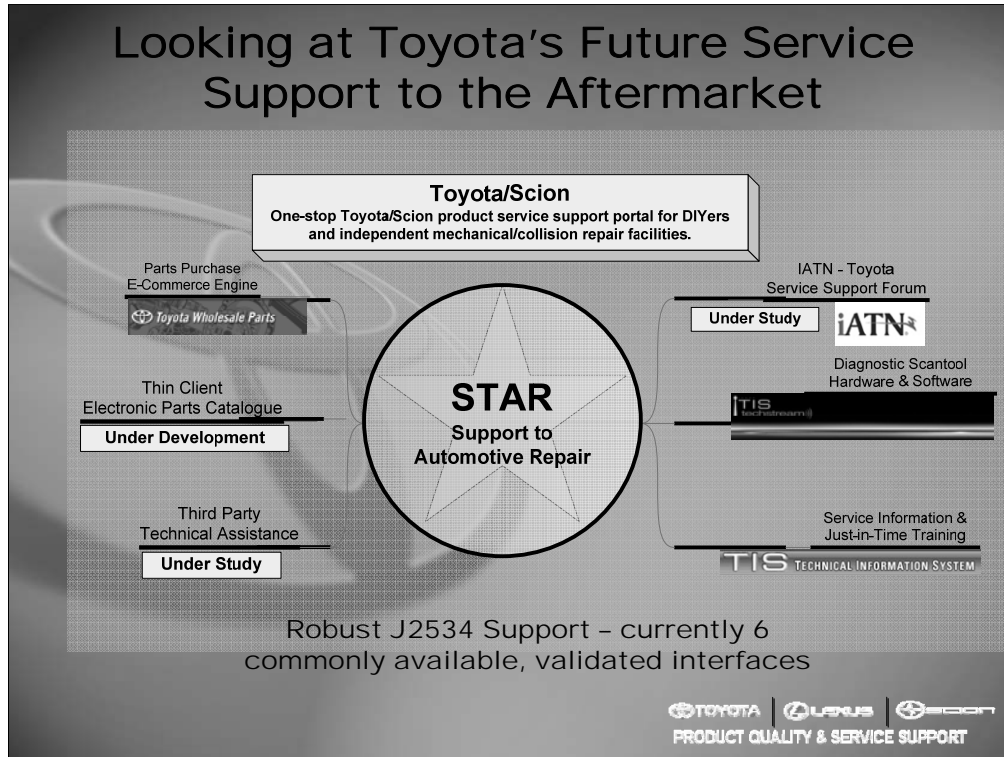 Looking at Toyota's Future Service
Support to the Aftermarket
Toyota/Scion
One-stop Toyota/Scion product service support portal for DIYers
and independent mechanical/collision repair facilities.
Parts Purchase
E-Commerce Engine
Toyota Wholesale Parts
Thin Client
Electronic Parts Catalogue
Under Development
Third Party
Technical Assistance
Under Study
STAR
Support to
Automotive Repair
IATN - Toyota
Service Support Forum
Under Study
iATN
Diagnostic Scantool
Hardware & Software
TIS
techstream
Service Information &
Just-in-Time Training
TIS TECHNICAL INFORMATION SYSTEM
Robust J2534 Support – currently 6
commonly available, validated interfaces
TOYOTA LEXUS SCION
PRODUCT QUALITY & SERVICE SUPPORT